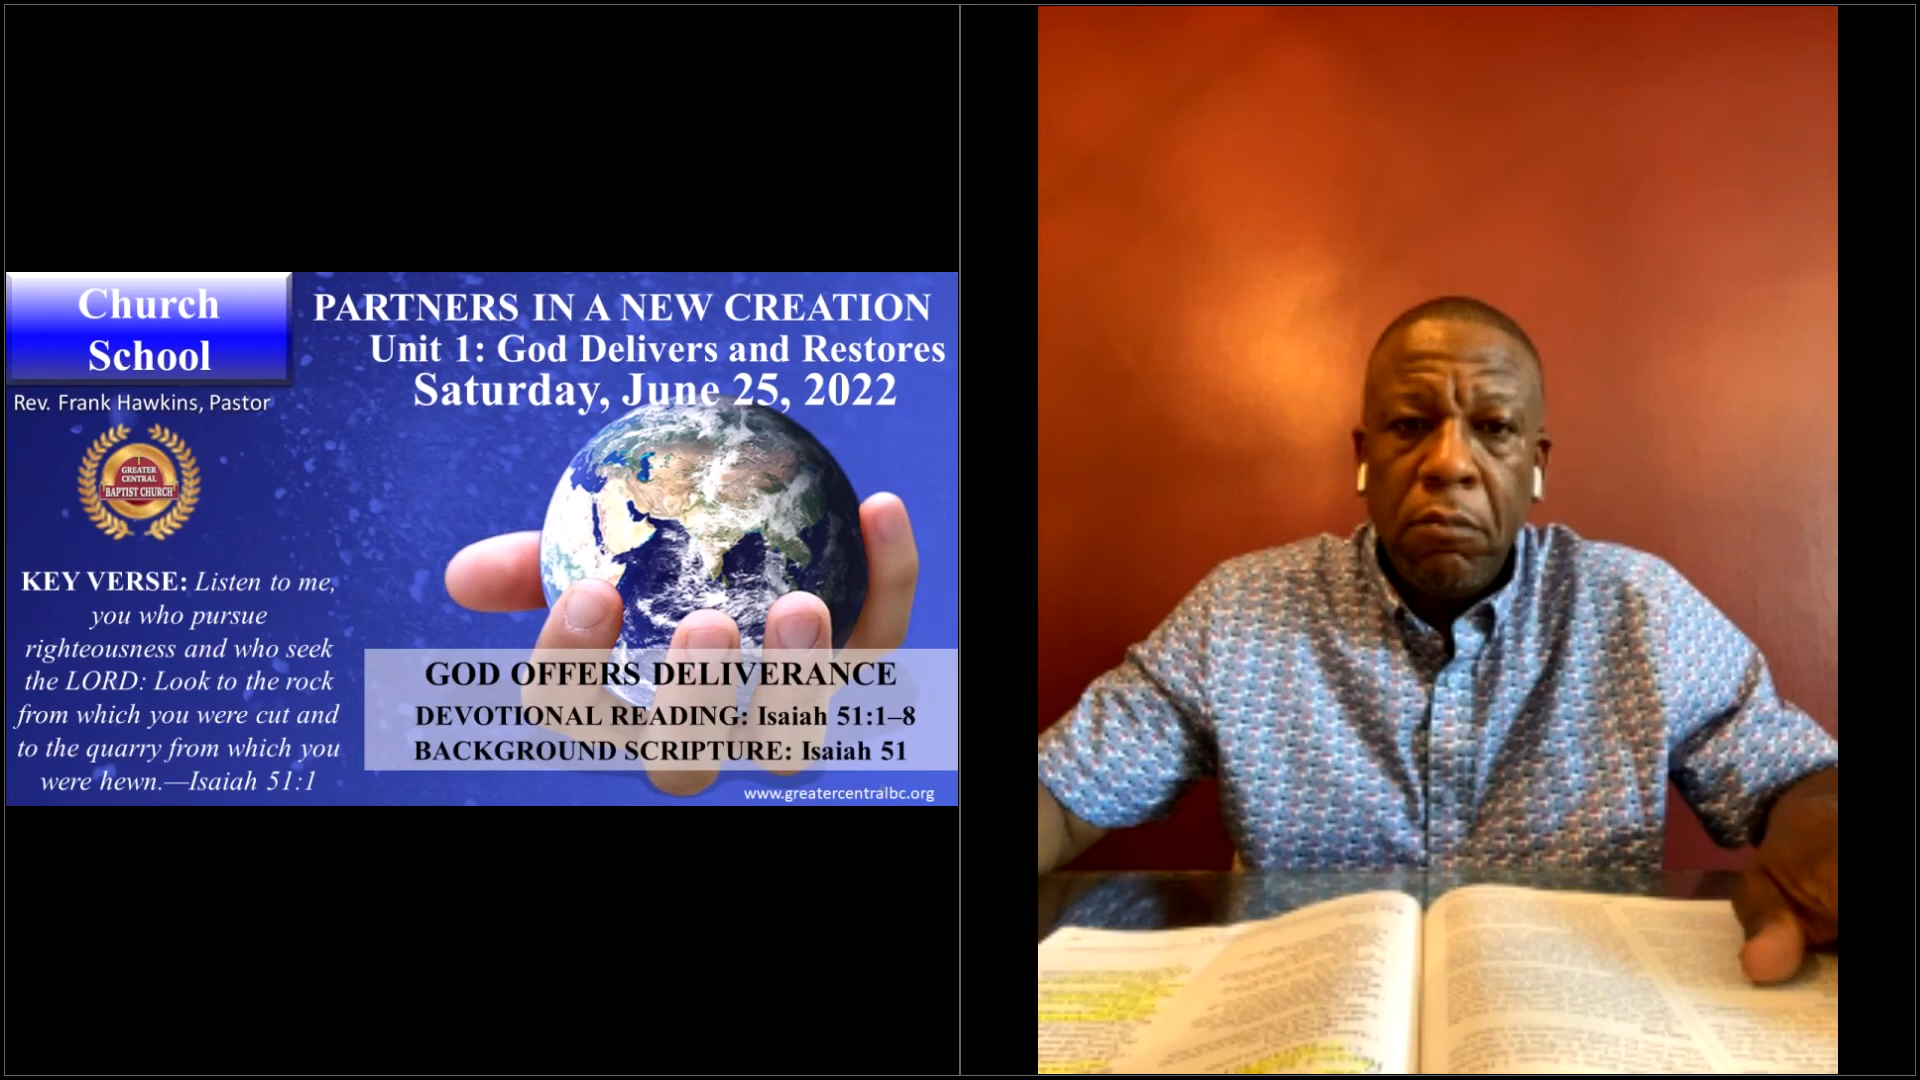 Church
School
Rev. Frank Hawkins, Pastor
GREATER
CENTRAL
BAPTIST CHURCH
KEY VERSE: Listen to me,
you who pursue
righteousness and who seek
the LORD: Look to the rock
from which you were cut and
to the quarry from which you
were hewn.—Isaiah 51:1
PARTNERS IN A NEW CREATION
Unit 1: God Delivers and Restores
Saturday, June 25, 2022
GOD OFFERS DELIVERANCE
DEVOTIONAL READING: Isaiah 51:1–8
BACKGROUND SCRIPTURE: Isaiah 51
www.greatercentralbc.org